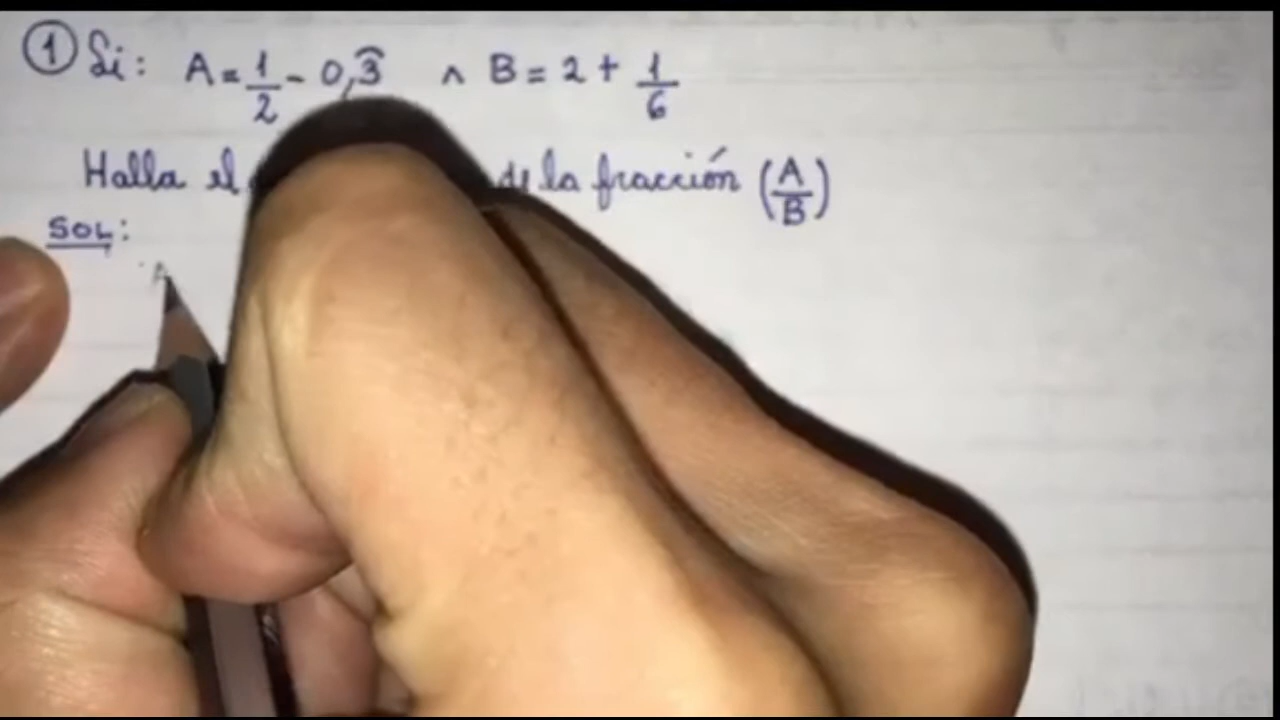 ① Si: A = 1/2 - 0,3̑ ∧ B = 2 + 1/6
Halla el de la fracción (A/B)
SOL:
A